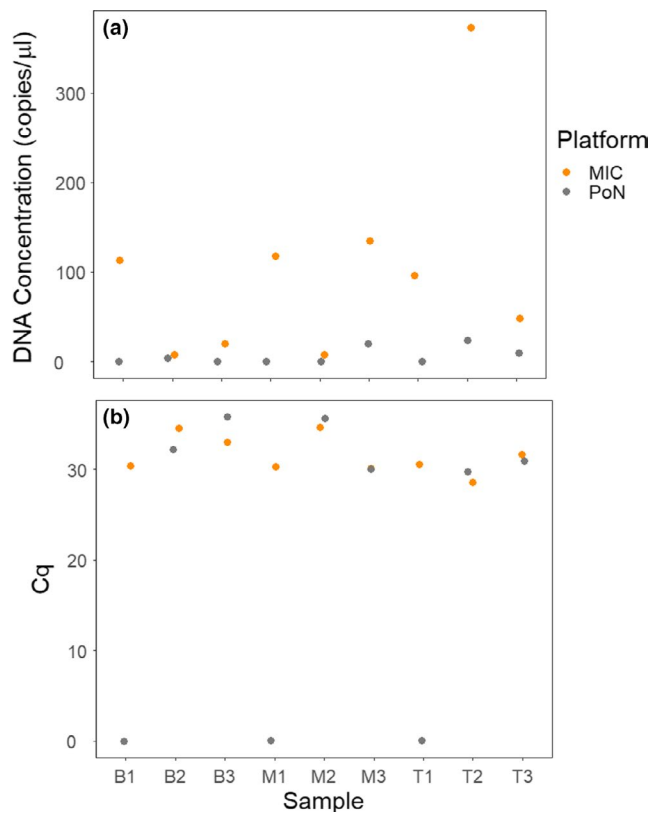 (a)
DNA Concentration (copies/µl)
300
200
100
0
Platform
MIC
PoN
(b)
Cq
30
20
10
0
B1 B2 B3 M1 M2 M3 T1 T2 T3
Sample